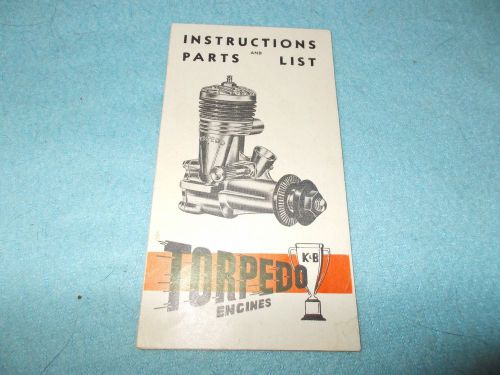 INSTRUCTIONS
AND
PARTS LIST
TORPEDO
K&B
ENGINES